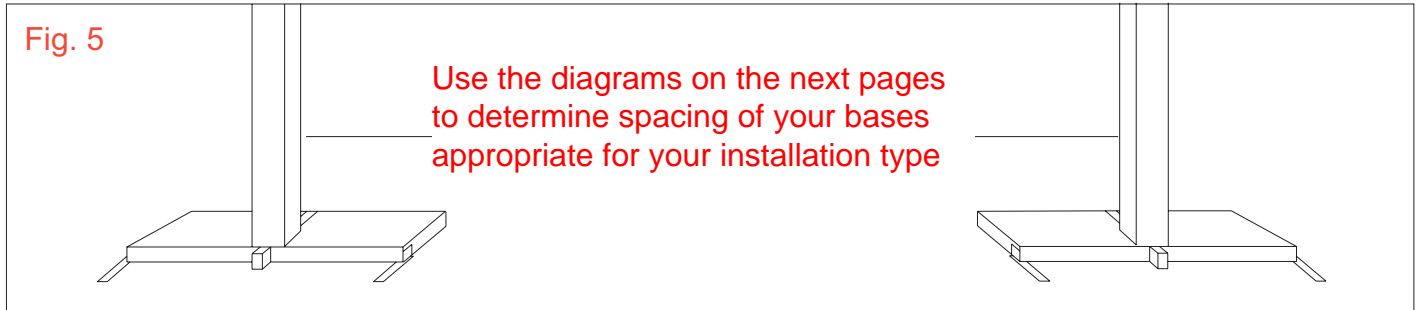 Fig. 5
Use the diagrams on the next pages
to determine spacing of your bases
appropriate for your installation type